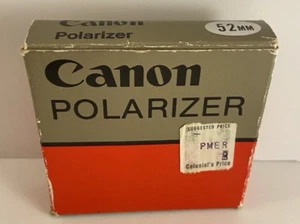 Canon
Polarizer
52MM
Canon
POLARIZER
SUGGESTED PRICE
PMER
Colonial's Price